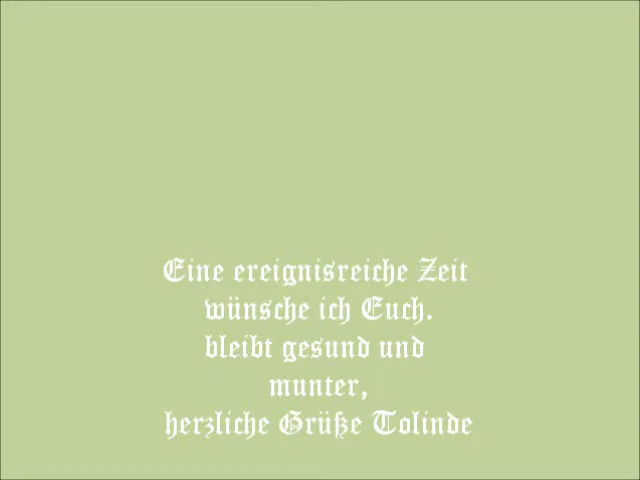 Eine ereignisreiche Zeit
wünsche ich Euch.
bleibt gesund und
munter,
herzliche Grüße Tolinde